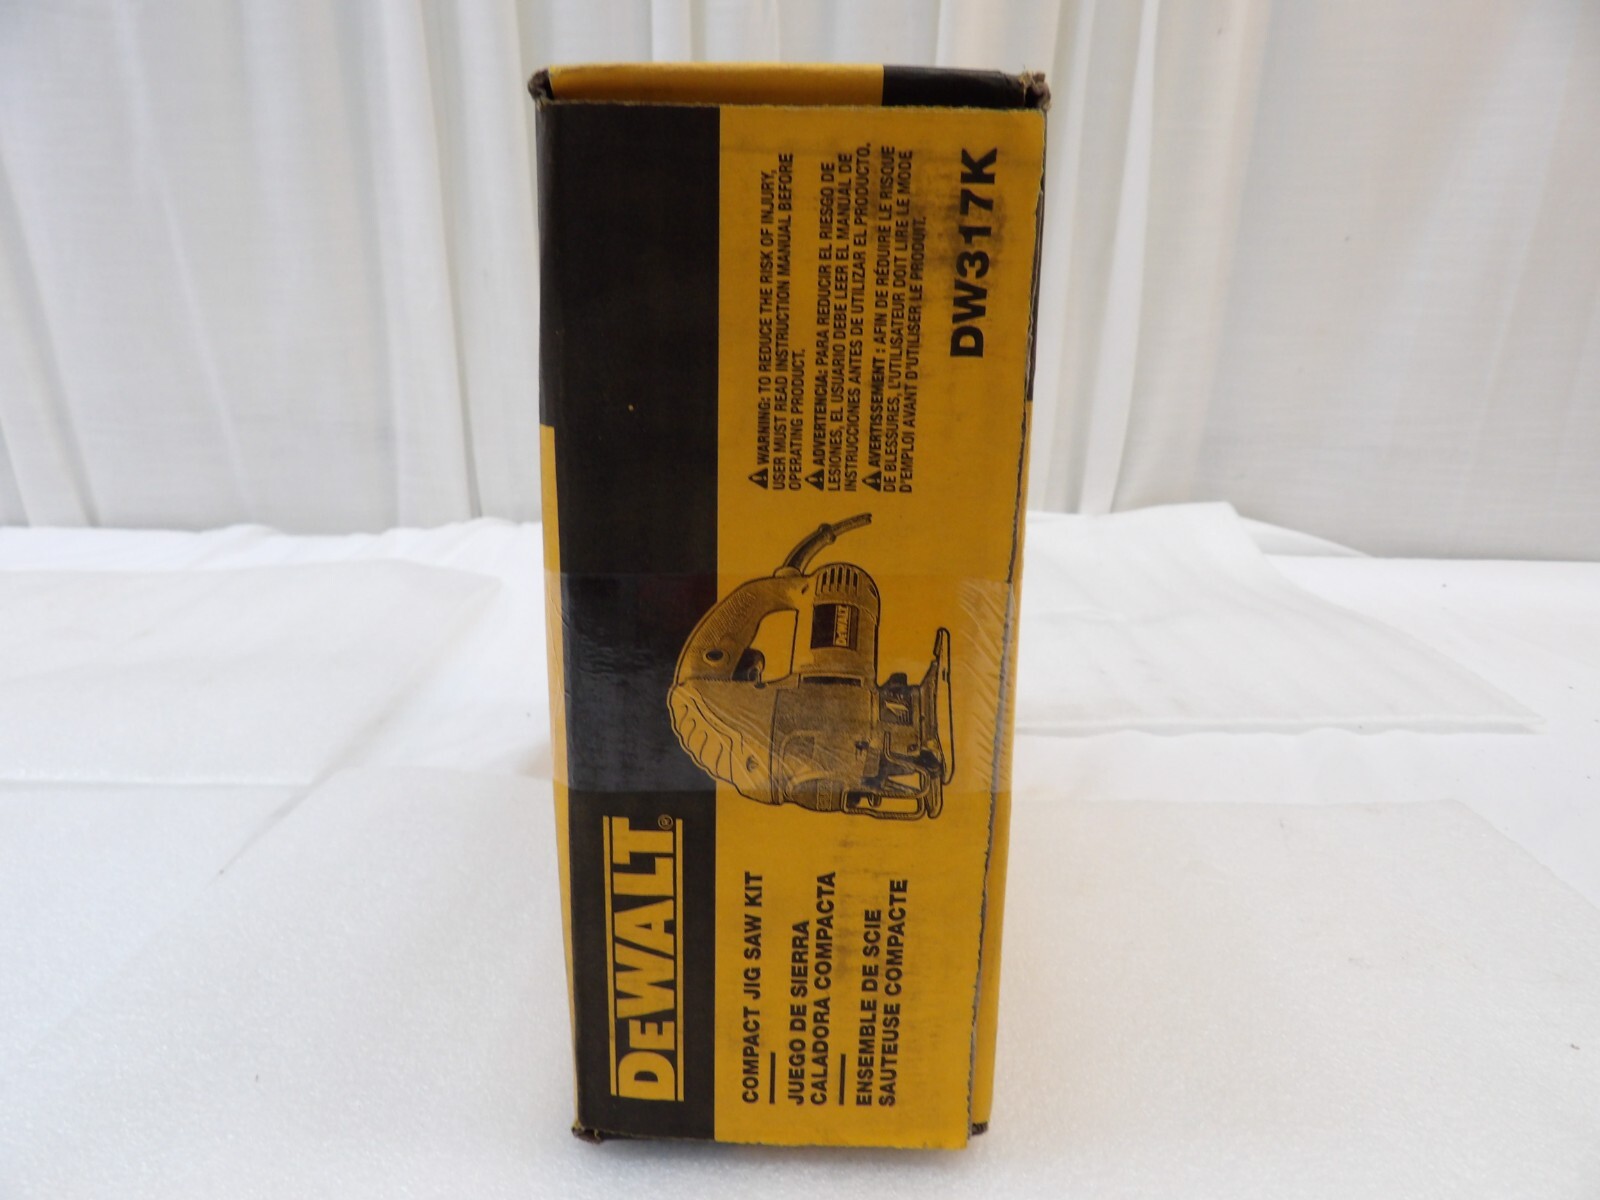 DEWALT®
COMPACT JIG SAW KIT
JUEGO DE SIERRA
CALADORA COMPACTA
ENSEMBLE DE SCIE
SAUTEUSE COMPACTE
DEWALT
⚠ WARNING: TO REDUCE THE RISK OF INJURY,
USER MUST READ INSTRUCTION MANUAL BEFORE
OPERATING PRODUCT.
⚠ ADVERTENCIA: PARA REDUCIR EL RIESGO DE
LESIONES, EL USUARIO DEBE LEER EL MANUAL DE
INSTRUCCIONES ANTES DE UTILIZAR EL PRODUCTO.
⚠ AVERTISSEMENT : AFIN DE RÉDUIRE LE RISQUE
DE BLESSURES, L'UTILISATEUR DOIT LIRE LE MODE
D'EMPLOI AVANT D'UTILISER LE PRODUIT.
DW317K